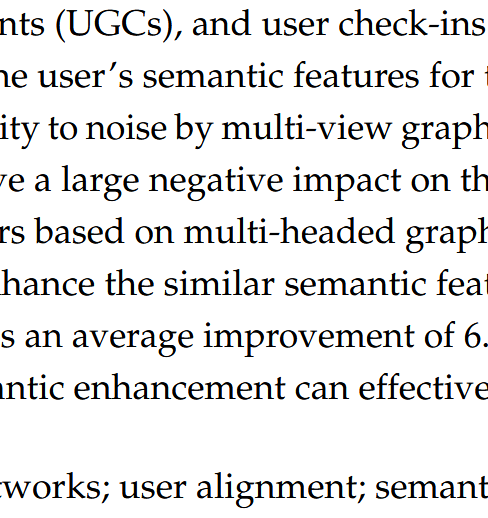 nts (UGCs), and user check-ins
he user's semantic features for t
ity to noise by multi-view graph
ve a large negative impact on th
rs based on multi-headed graph
nhance the similar semantic feat
s an average improvement of 6.
antic enhancement can effective
tworks; user alignment; semant